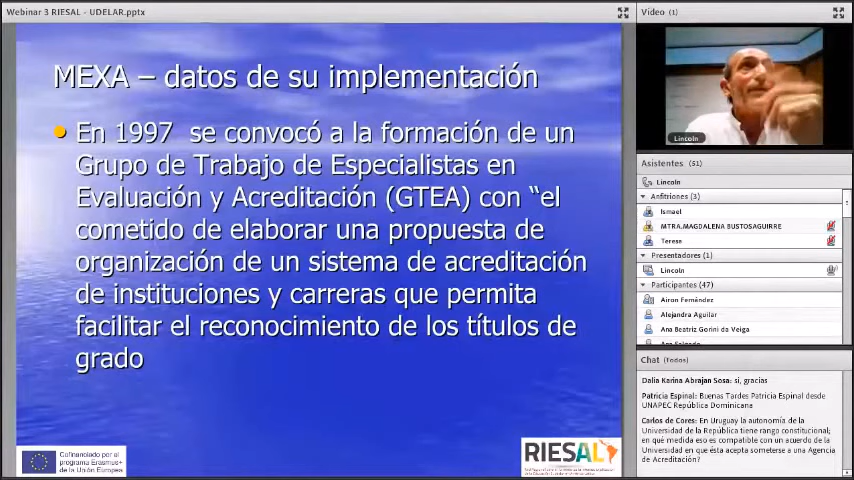 Webinar 3 RIESAL - UDELAR.pptx
MEXA – datos de su implementación
En 1997 se convocó a la formación de un
Grupo de Trabajo de Especialistas en
Evaluación y Acreditación (GTEA) con “el
cometido de elaborar una propuesta de
organización de un sistema de acreditación
de instituciones y carreras que permita
facilitar el reconocimiento de los títulos de
grado
Cofinanciado por el
programa Erasmus+
de la Unión Europea
RIESAL
Vídeo (1)
Lincoln
Asistentes (51)
Lincoln
Anfitriones (3)
Ismael
MTRA.MAGDALENA BUSTOSAGUIRRE
Terese
Presentadores (1)
Lincoln
Participantes (47)
Airon Fernández
Alejandra Aguilar
Ana Beatriz Gorini da Veiga
Chat (Todos)
Dalia Karina Abrajan Sosa: si, gracias
Patricia Espinal: Buenas Tardes Patricia Espinal desde
UNAPEC República Dominicana
Carlos de Cores: En Uruguay la autonomía de la
Universidad de la República tiene rango constitucional;
en qué medida eso es compatible con un acuerdo de la
Universidad en que ésta acepta someterse a una Agencia
de Acreditación?